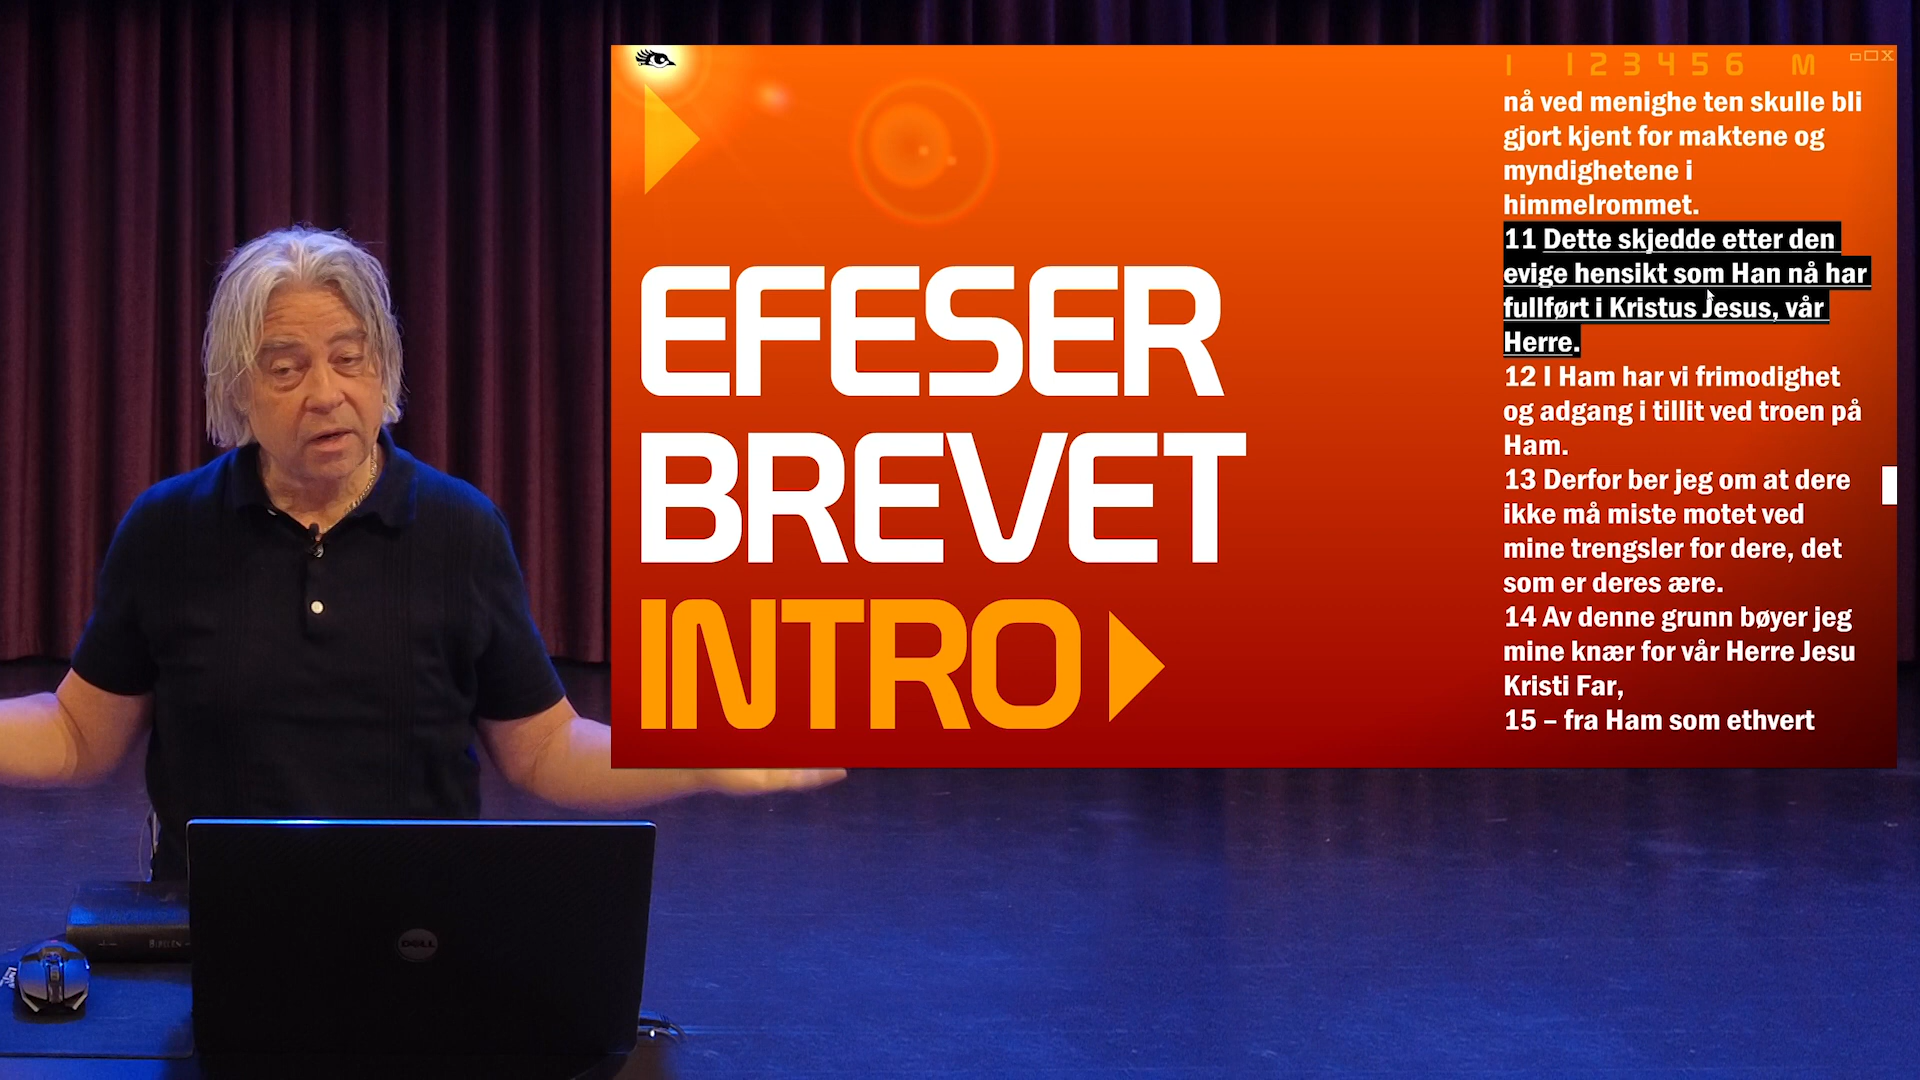 EFESER
BREVET
INTRO
I 1 2 3 4 5 6 M
X
nå ved menighe ten skulle bli
gjort kjent for maktene og
myndighetene i
himmelrommet.
11 Dette skjedde etter den
evige hensikt som Han nå har
fullført i Kristus Jesus, vår
Herre.
12 I Ham har vi frimodighet
og adgang i tillit ved troen på
Ham.
13 Derfor ber jeg om at dere
ikke må miste motet ved
mine trengsler for dere, det
som er deres ære.
14 Av denne grunn bøyer jeg
mine knær for vår Herre Jesu
Kristi Far,
15 – fra Ham som ethvert
DELL
BIBELEN